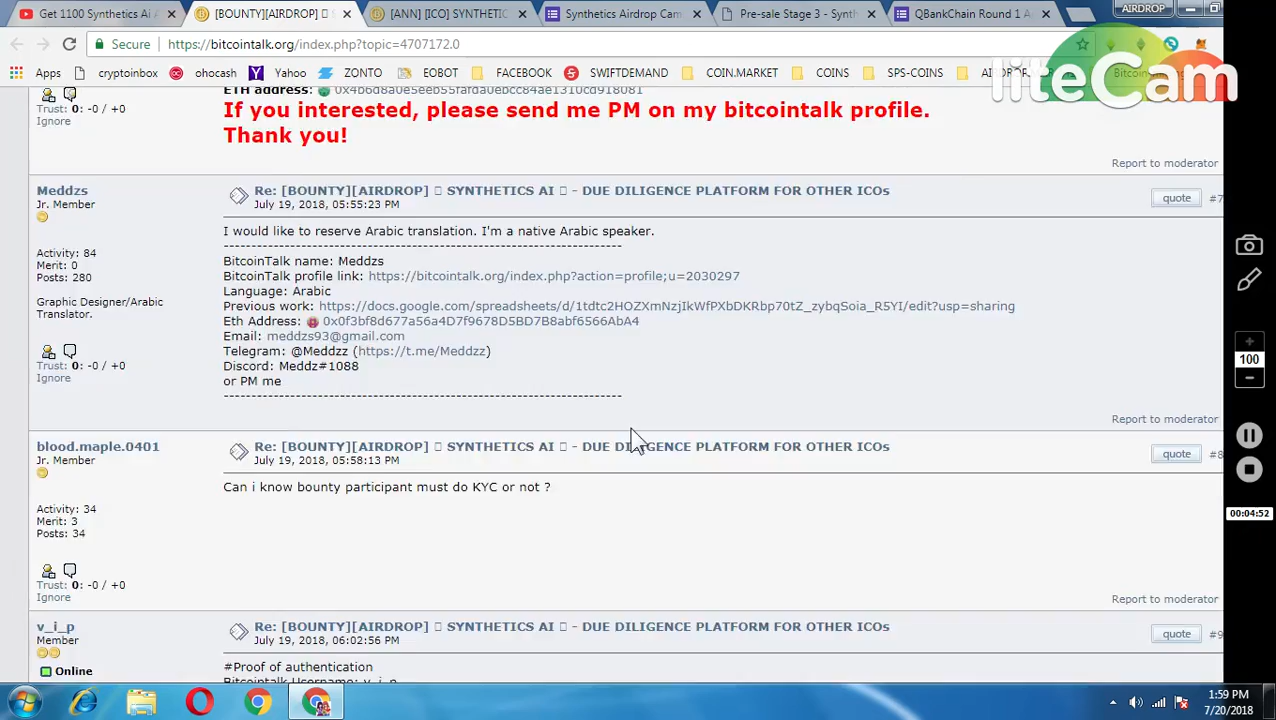 Get 1100 Synthetics Ai A
[BOUNTY][AIRDROP]
[ANN] [ICO] SYNTHETIC
Synthetics Airdrop Cam
Pre-sale Stage 3 - Synth
QBankChain Round 1 A
AIRDROP
Secure
https://bitcointalk.org/index.php?topic=4707172.0
Apps
cryptoinbox
ohocash
Yahoo
EOBOT
FACEBOOK
SWIFTDEMAND
COIN.MARKET
COINS
SPS-COINS
liteCam
ETH address: 0x4b6d8a0e5eeb55farda0ebcc84ae1310cd918081
Trust: 0: -0 / +0
Ignore
If you interested, please send me PM on my bitcointalk profile.
Thank you!
Report to moderator
Meddzs
Jr. Member
Activity: 84
Merit: 0
Posts: 280
Graphic Designer/Arabic
Translator.
Trust: 0: -0 / +0
Ignore
Re: [BOUNTY][AIRDROP] SYNTHETICS AI - DUE DILIGENCE PLATFORM FOR OTHER ICOs
July 19, 2018, 05:55:23 PM
quote
#7
I would like to reserve Arabic translation. I'm a native Arabic speaker.
----------------------------------------------------------------------
BitcoinTalk name: Meddzs
BitcoinTalk profile link: https://bitcointalk.org/index.php?action=profile;u=2030297
Language: Arabic
Previous work: https://docs.google.com/spreadsheets/d/1tdtc2HOZXmNzjIkWfPXbDKRbp70tZ_zybqSoia_R5YI/edit?usp=sharing
Eth Address: 0x0f3bf8d677a56a4D7f9678D5BD7B8abf6566AbA4
Email: meddzs93@gmail.com
Telegram: @Meddzz (https://t.me/Meddzz)
Discord: Meddz#1088
or PM me
----------------------------------------------------------------------
Report to moderator
blood.maple.0401
Jr. Member
Activity: 34
Merit: 3
Posts: 34
Trust: 0: -0 / +0
Ignore
Re: [BOUNTY][AIRDROP] SYNTHETICS AI - DUE DILIGENCE PLATFORM FOR OTHER ICOs
July 19, 2018, 05:58:13 PM
quote
#8
Can i know bounty participant must do KYC or not ?
Report to moderator
v_i_p
Member
Online
Re: [BOUNTY][AIRDROP] SYNTHETICS AI - DUE DILIGENCE PLATFORM FOR OTHER ICOs
July 19, 2018, 06:02:56 PM
quote
#9
#Proof of authentication
Bitcointalk Username: v_i_p
100
00:04:52
1:59 PM
7/20/2018